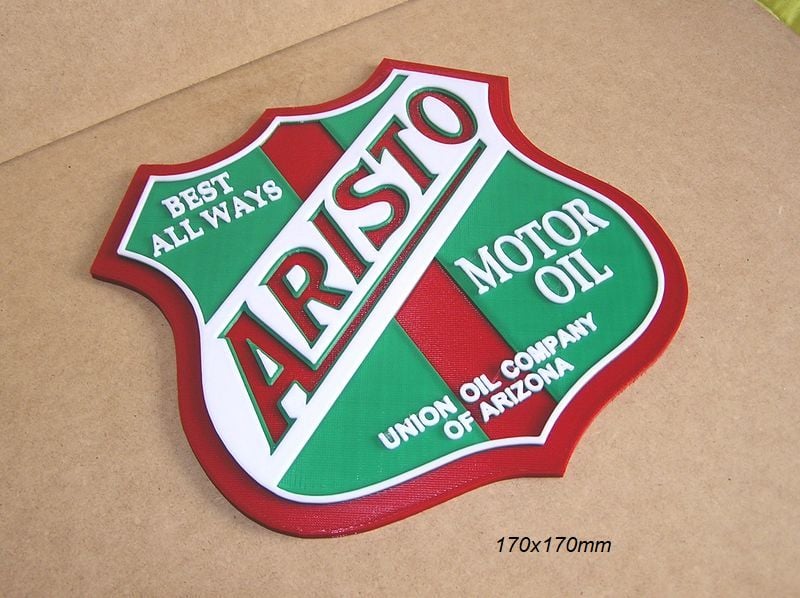 BEST
ALL WAYS
ARISTO
MOTOR
OIL
UNION OIL COMPANY
OF ARIZONA
170x170mm